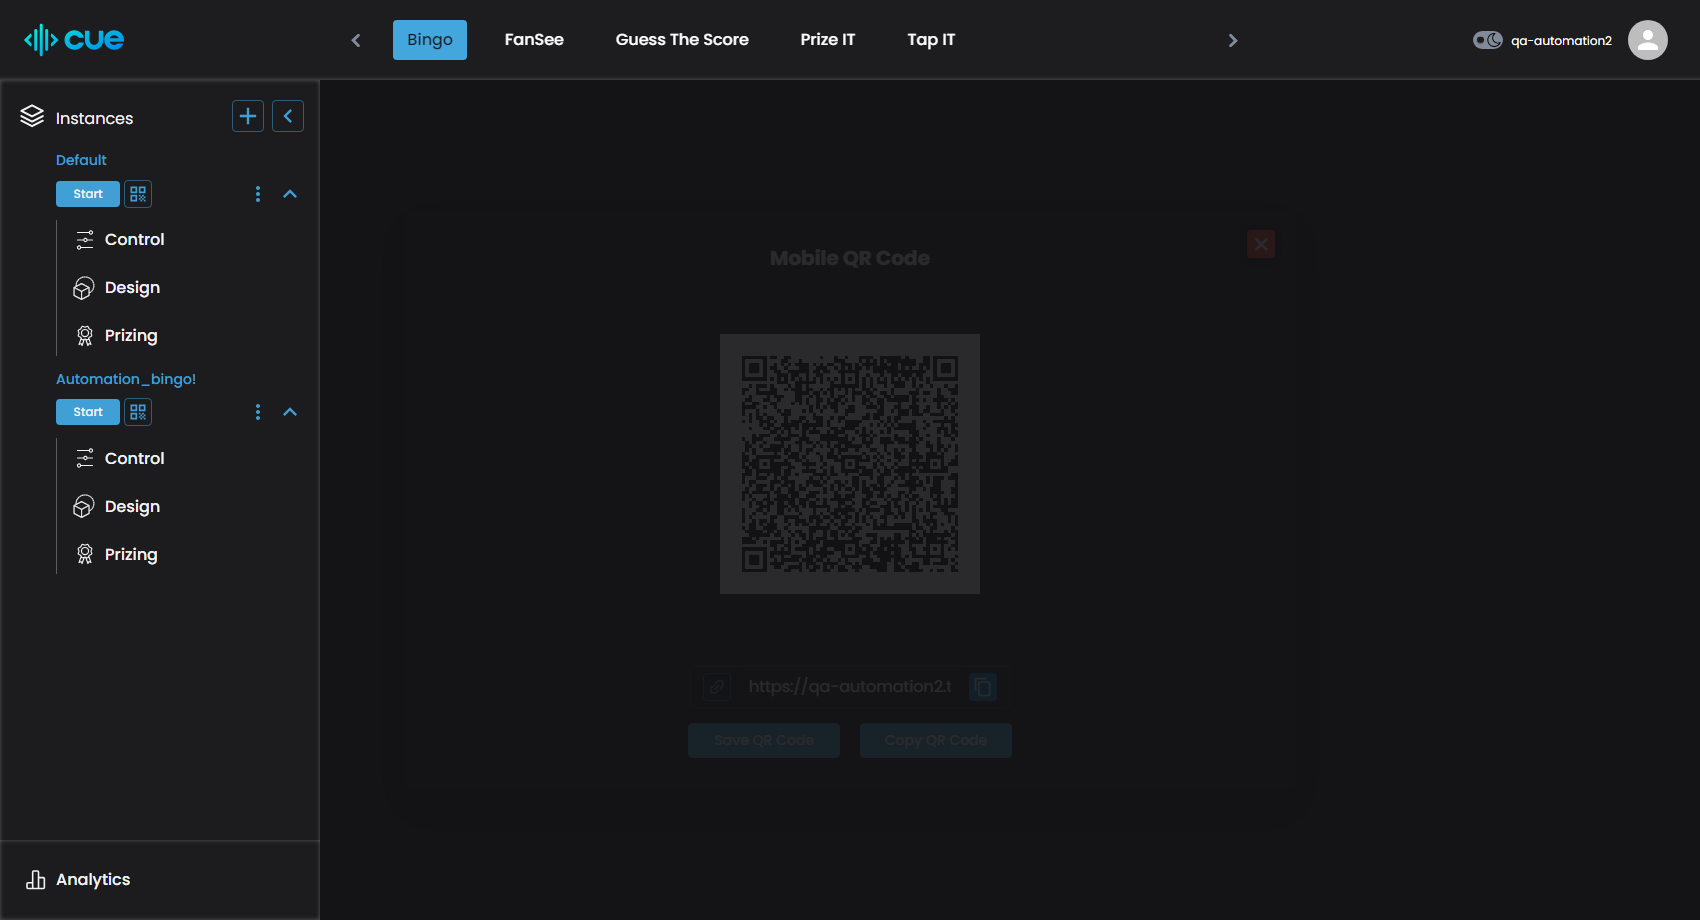 cue
Bingo
FanSee
Guess The Score
Prize IT
Tap IT
qa-automation2
Instances
Default
Start
Control
Design
Prizing
Automation_bingo!
Start
Control
Design
Prizing
Analytics
Mobile QR Code
https://qa-automation2.t
Save QR Code
Copy QR Code